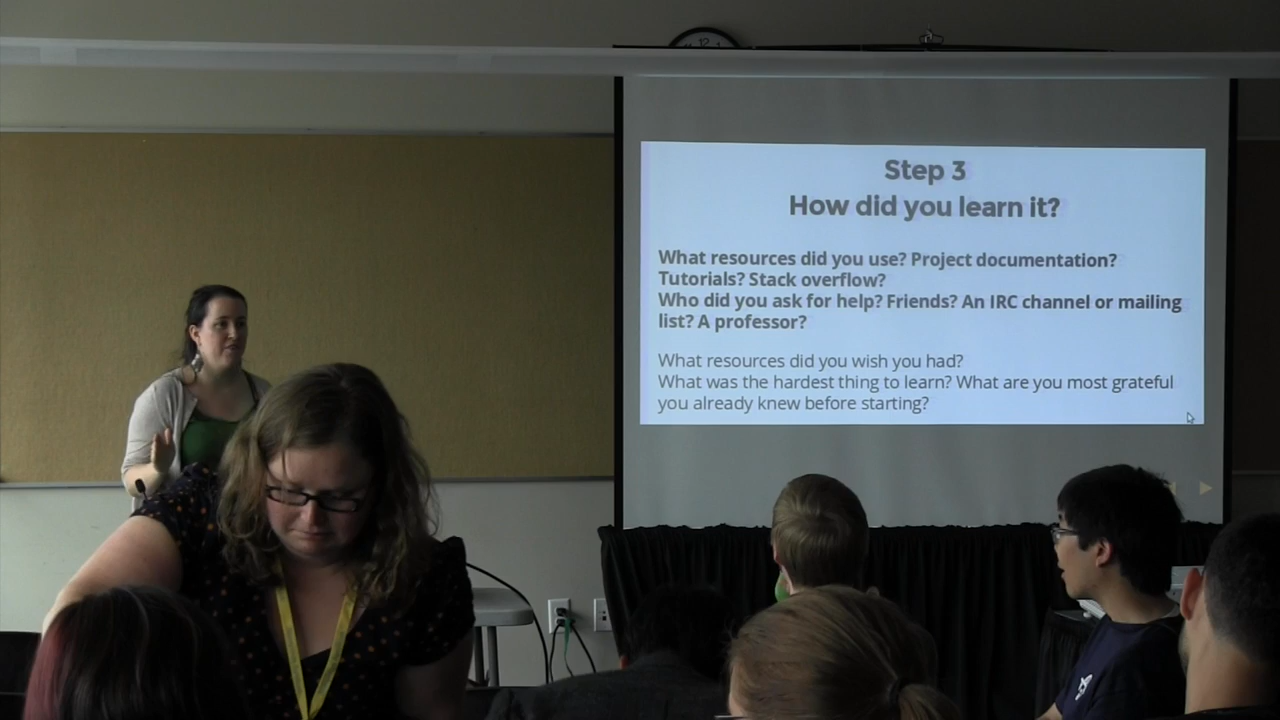 Step 3
How did you learn it?
What resources did you use? Project documentation?
Tutorials? Stack overflow?
Who did you ask for help? Friends? An IRC channel or mailing
list? A professor?
What resources did you wish you had?
What was the hardest thing to learn? What are you most grateful
you already knew before starting?